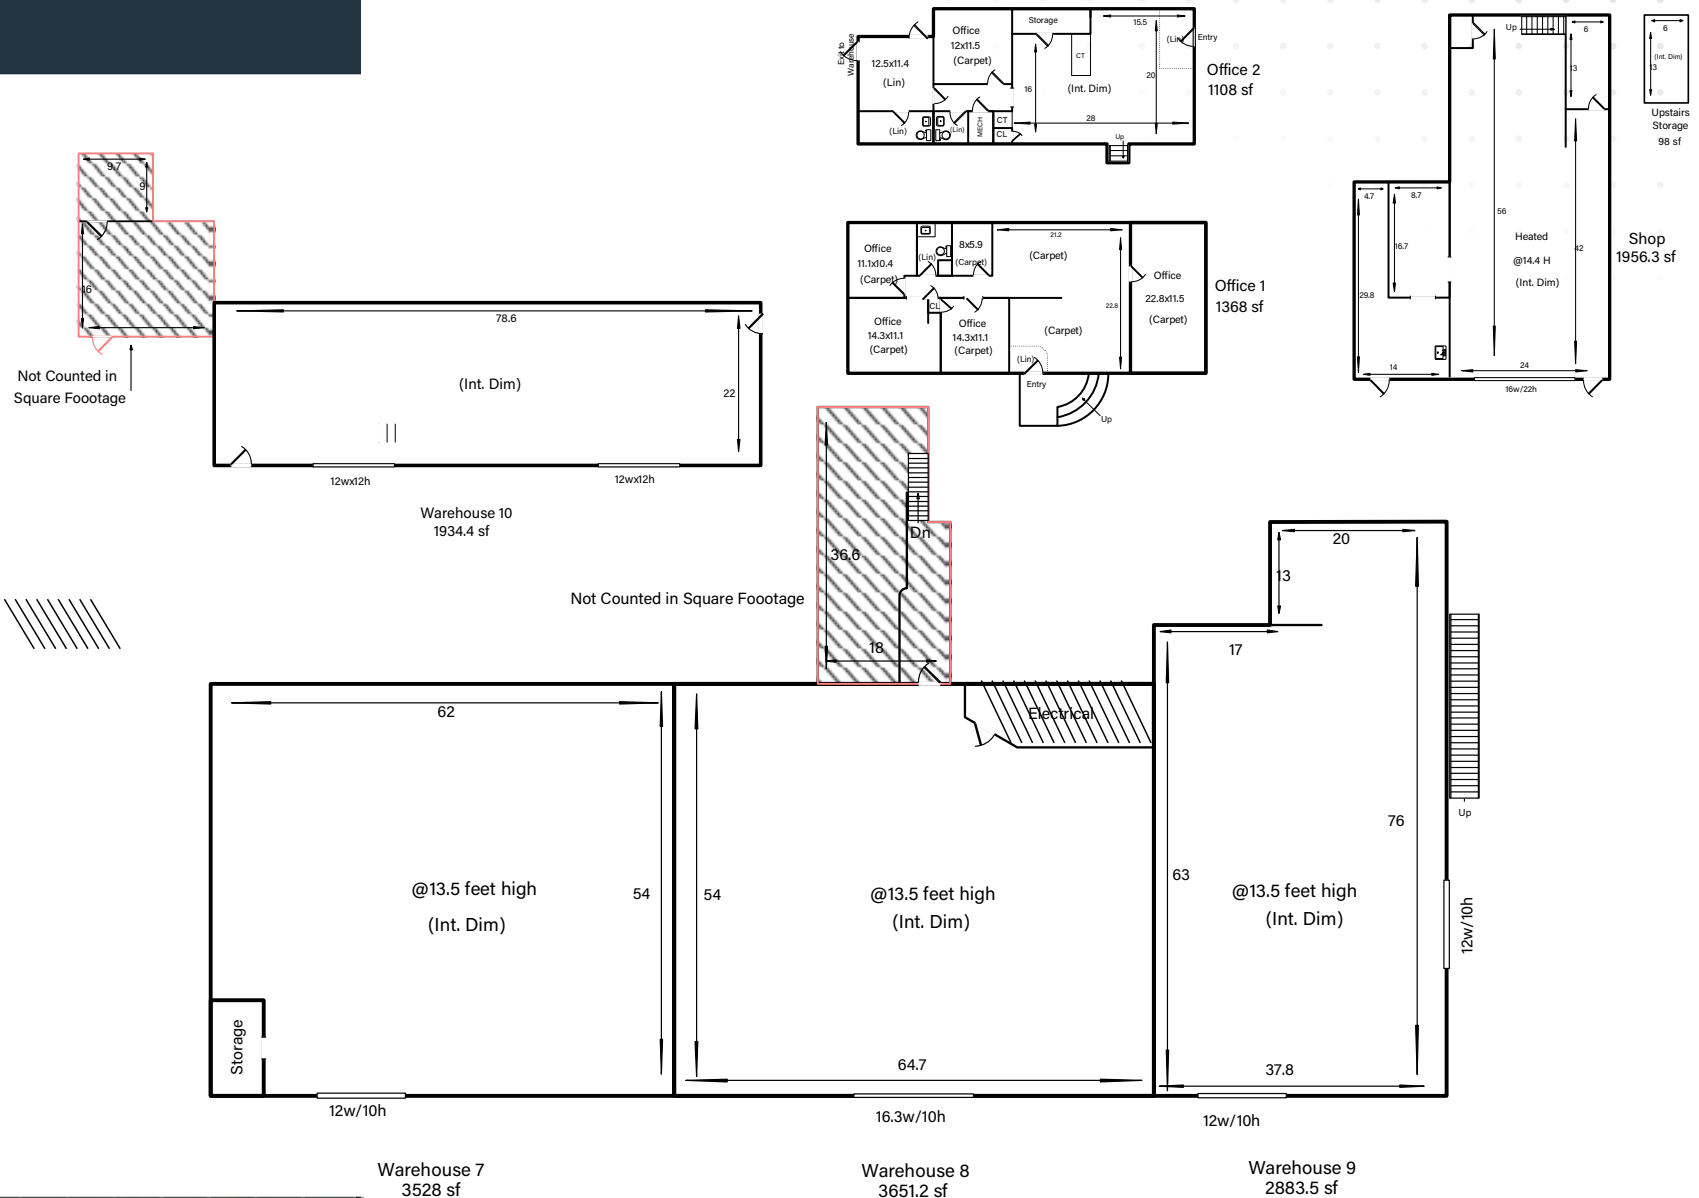 Exit to
Warehouse
12.5x11.4
(Lin)
Office
12x11.5
(Carpet)
Storage
15.5
(Lin)
Entry
CT
20
16
(Int. Dim)
28
(Lin)
(Lin)
MECH
CT
CL
Up
Office 2
1108 sf
Up
6
13
56
42
Heated
@14.4 H
(Int. Dim)
4.7
8.7
16.7
29.8
14
24
16w/22h
Shop
1956.3 sf
6
(Int. Dim)
13
Upstairs
Storage
98 sf
9.7
9
16
Not Counted in
Square Foootage
78.6
(Int. Dim)
22
12wx12h
12wx12h
Warehouse 10
1934.4 sf
Office
11.1x10.4
(Carpet)
(Lin)
8x5.9
(Carpet)
21.2
(Carpet)
Office
22.8x11.5
(Carpet)
22.8
CL
Office
14.3x11.1
(Carpet)
Office
14.3x11.1
(Carpet)
(Carpet)
(Lin)
Entry
Up
Office 1
1368 sf
Dn
36.6
18
Not Counted in Square Foootage
62
54
@13.5 feet high
(Int. Dim)
Storage
12w/10h
Warehouse 7
3528 sf
Electrical
54
@13.5 feet high
(Int. Dim)
64.7
16.3w/10h
Warehouse 8
3651.2 sf
20
13
17
76
63
@13.5 feet high
(Int. Dim)
37.8
Up
12w/10h
12w/10h
Warehouse 9
2883.5 sf